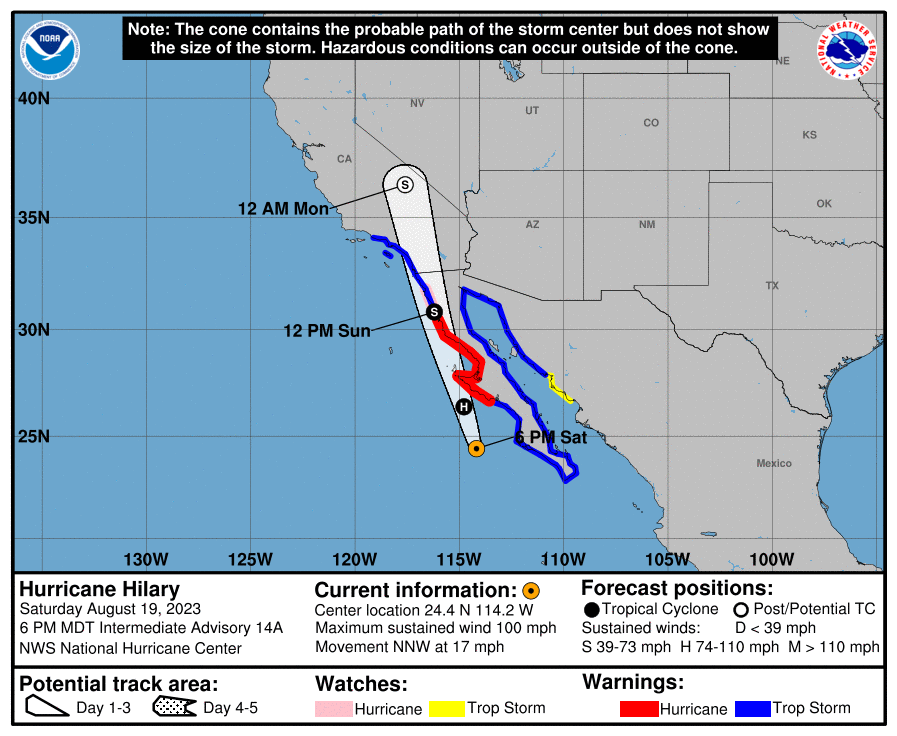 Note: The cone contains the probable path of the storm center but does not show
the size of the storm. Hazardous conditions can occur outside of the cone.
NOAA
NATIONAL WEATHER SERVICE
NE
40N
NV
UT
CO
KS
CA
S
12 AM Mon
35N
AZ
NM
OK
TX
S
12 PM Sun
30N
H
25N
6 PM Sat
Mexico
130W
125W
120W
115W
110W
105W
100W
Hurricane Hilary
Saturday August 19, 2023
6 PM MDT Intermediate Advisory 14A
NWS National Hurricane Center
Current information:
Center location 24.4 N 114.2 W
Maximum sustained wind 100 mph
Movement NNW at 17 mph
Forecast positions:
Tropical Cyclone Post/Potential TC
Sustained winds: D < 39 mph
S 39-73 mph H 74-110 mph M > 110 mph
Potential track area:
Day 1-3 Day 4-5
Watches:
Hurricane Trop Storm
Warnings:
Hurricane Trop Storm